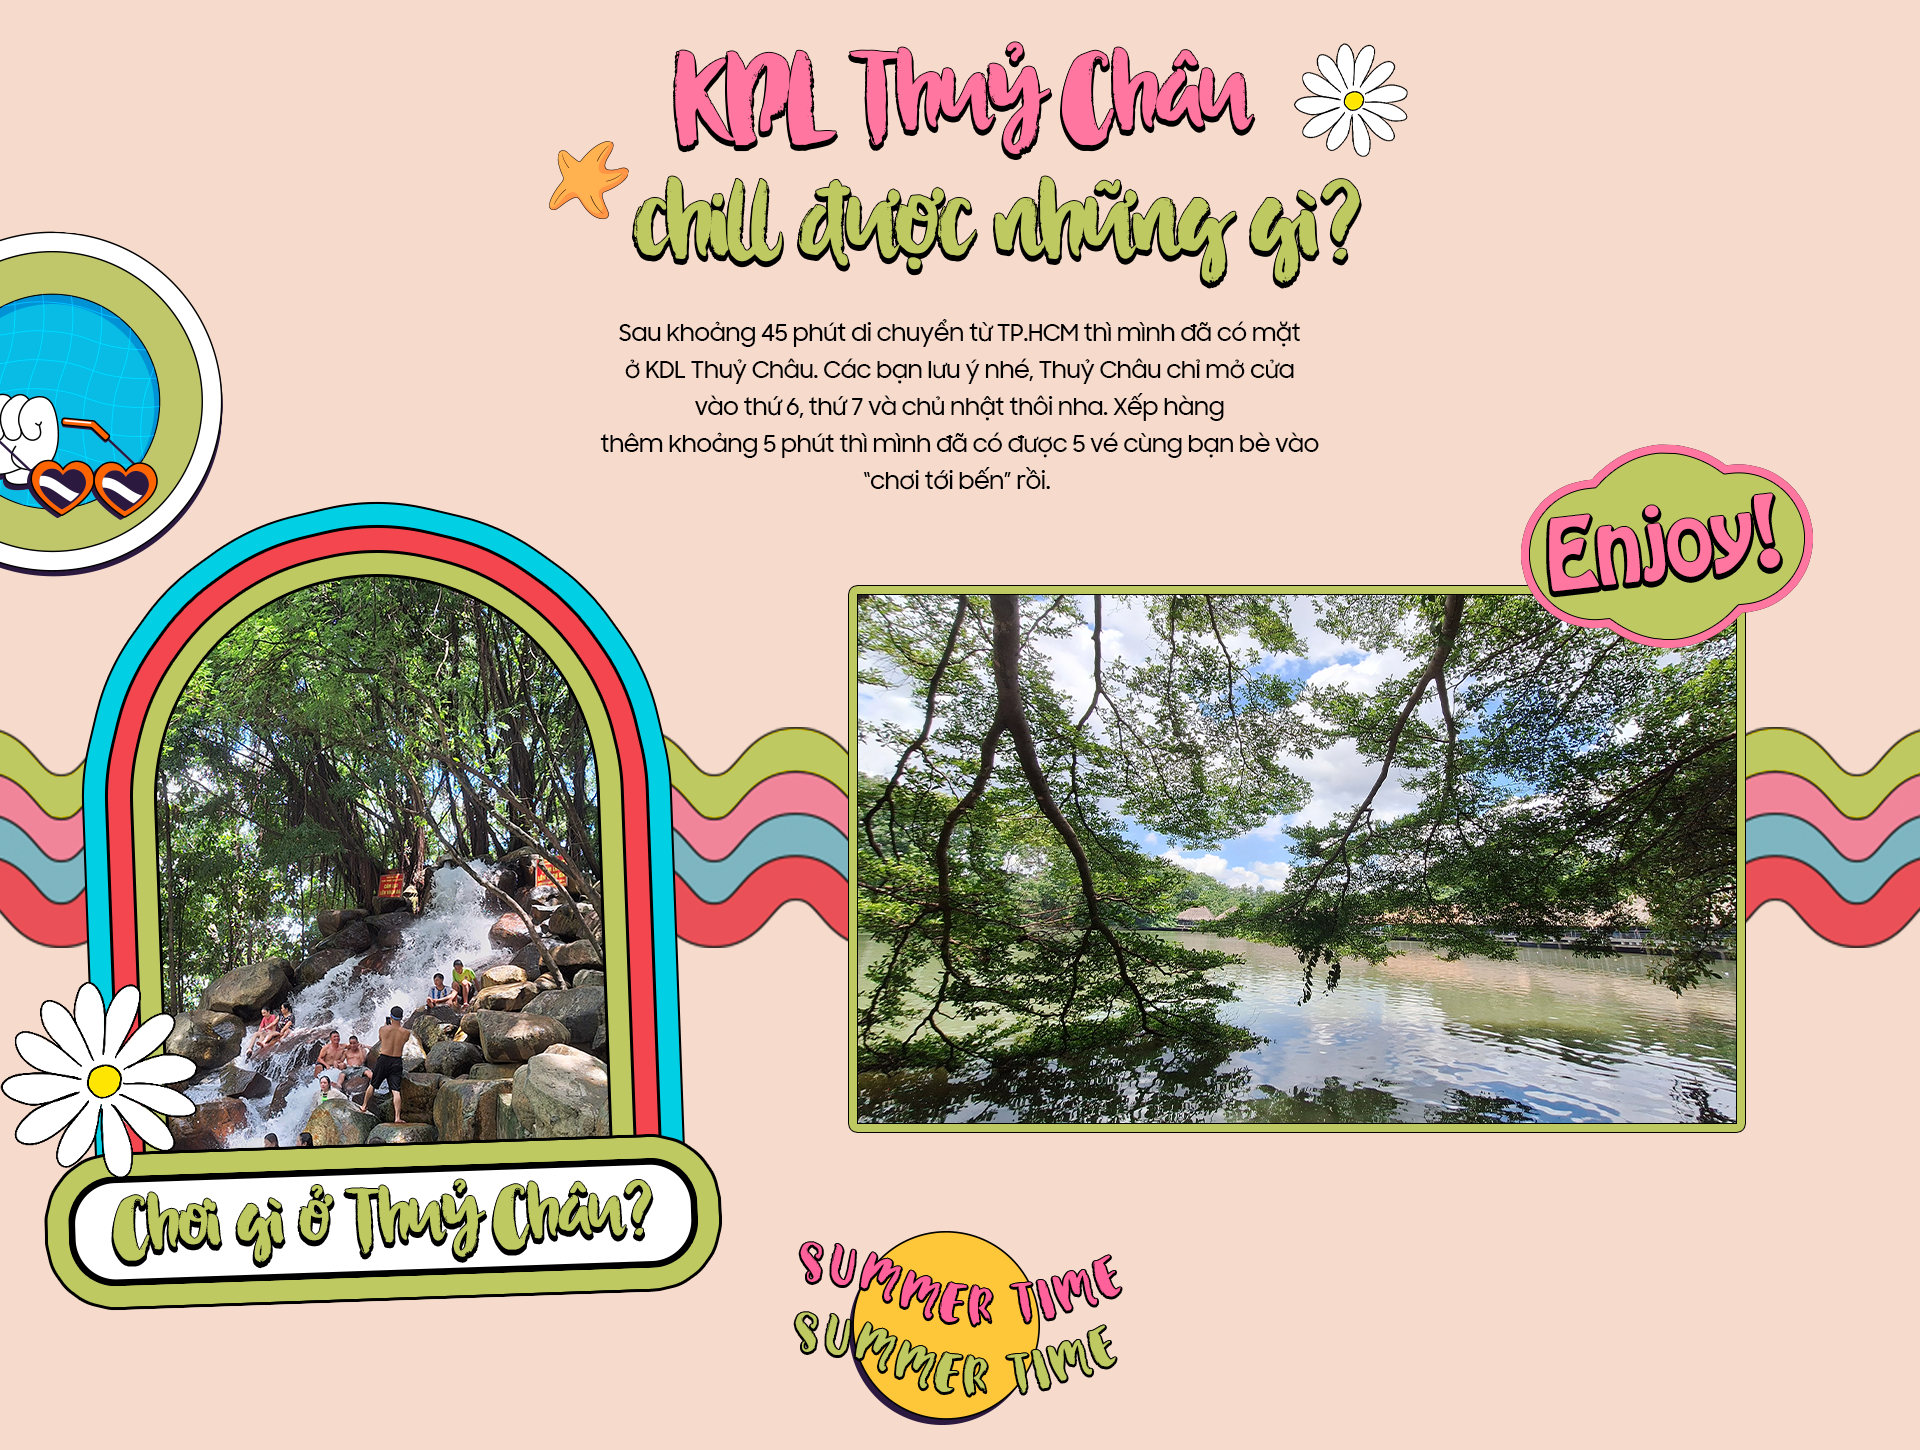 KDL Thuỷ Châu
chill được những gì?
Sau khoảng 45 phút di chuyển từ TP.HCM thì mình đã có mặt
ở KDL Thuỷ Châu. Các bạn lưu ý nhé, Thuỷ Châu chỉ mở cửa
vào thứ 6, thứ 7 và chủ nhật thôi nha. Xếp hàng
thêm khoảng 5 phút thì mình đã có được 5 vé cùng bạn bè vào
“chơi tới bến” rồi.
Enjoy!
Chơi gì ở Thuỷ Châu?
SUMMER TIME
SUMMER TIME